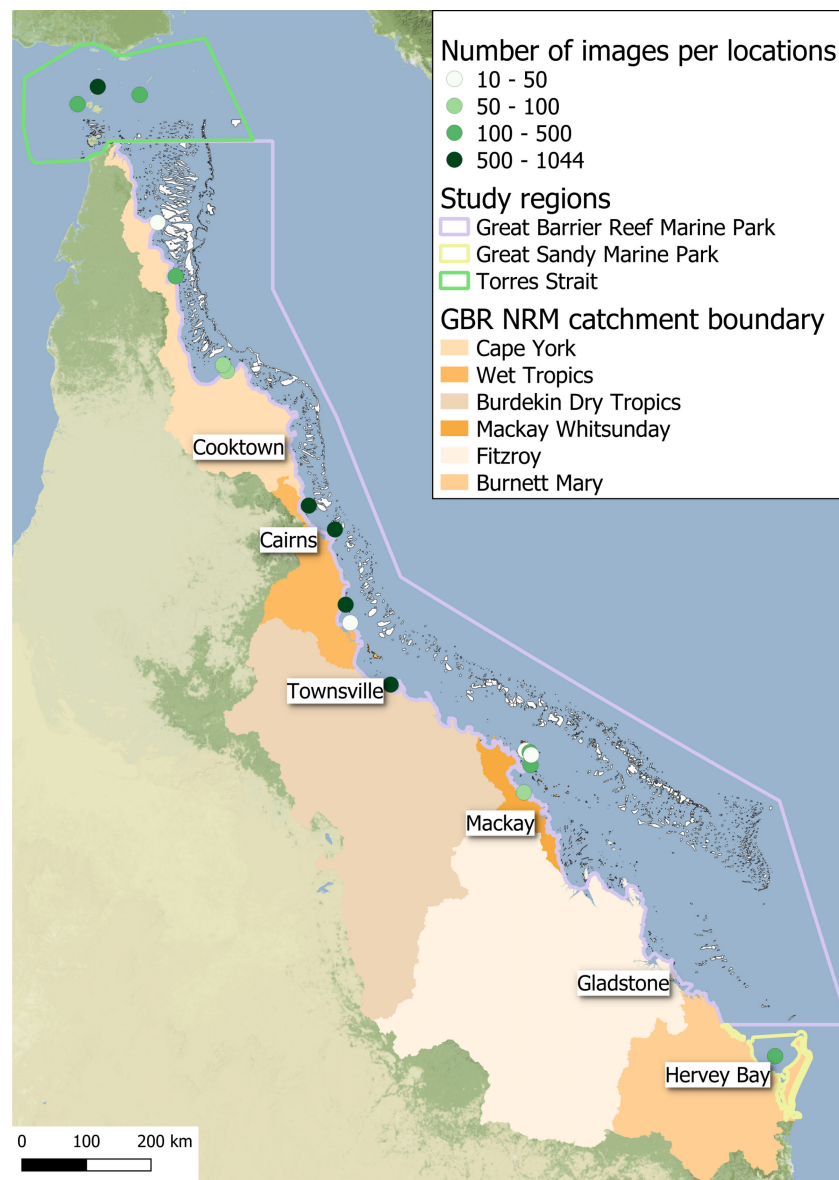 Number of images per locations
10 - 50
50 - 100
100 - 500
500 - 1044
Study regions
Great Barrier Reef Marine Park
Great Sandy Marine Park
Torres Strait
GBR NRM catchment boundary
Cape York
Wet Tropics
Burdekin Dry Tropics
Mackay Whitsunday
Fitzroy
Burnett Mary
Cooktown
Cairns
Townsville
Mackay
Gladstone
Hervey Bay
0 100 200 km